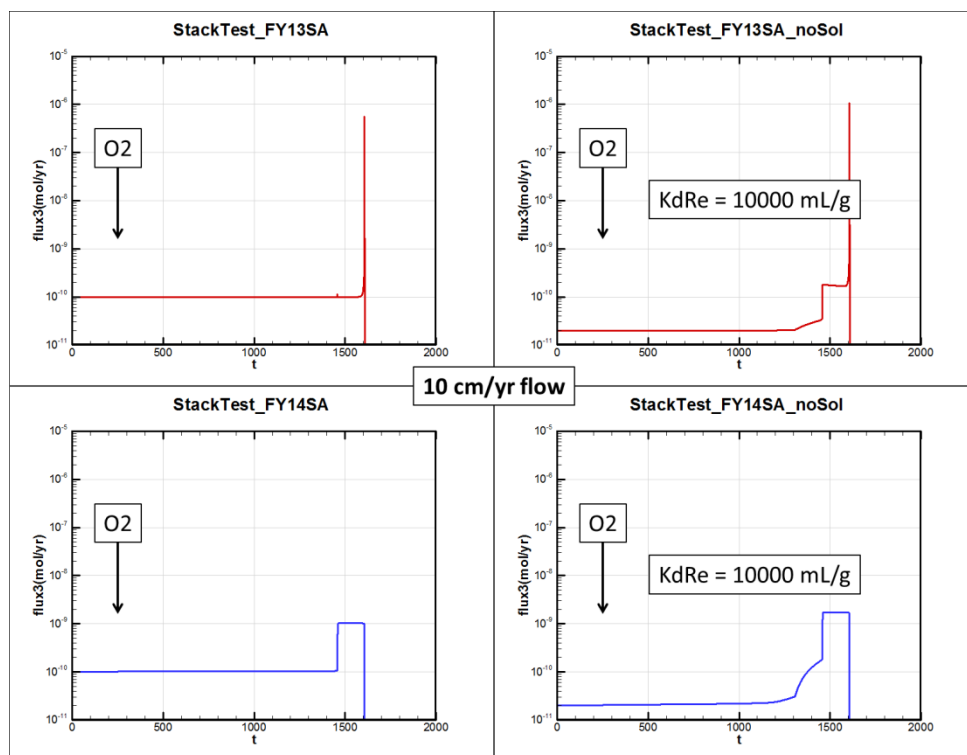 StackTest_FY13SA
flux3(mol/yr)
10^-5
10^-6
10^-7
10^-8
10^-9
10^-10
10^-11
O2
0 500 1000 1500 2000
t
StackTest_FY13SA_noSol
flux3(mol/yr)
10^-5
10^-6
10^-7
10^-8
10^-9
10^-10
10^-11
O2
KdRe = 10000 mL/g
0 500 1000 1500 2000
t
10 cm/yr flow
StackTest_FY14SA
flux3(mol/yr)
10^-5
10^-6
10^-7
10^-8
10^-9
10^-10
10^-11
O2
0 500 1000 1500 2000
t
StackTest_FY14SA_noSol
flux3(mol/yr)
10^-5
10^-6
10^-7
10^-8
10^-9
10^-10
10^-11
O2
KdRe = 10000 mL/g
0 500 1000 1500 2000
t